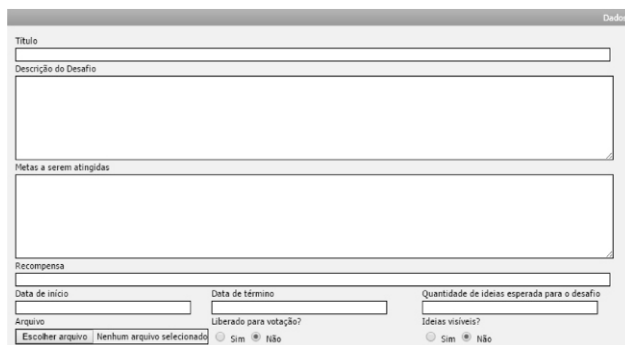 Dados
Título
Descrição do Desafio
Metas a serem atingidas
Recompensa
Data de início Data de término Quantidade de ideias esperada para o desafio
Arquivo Liberado para votação? Ideias visíveis?
Escolher arquivo Nenhum arquivo selecionado Sim Não Sim Não